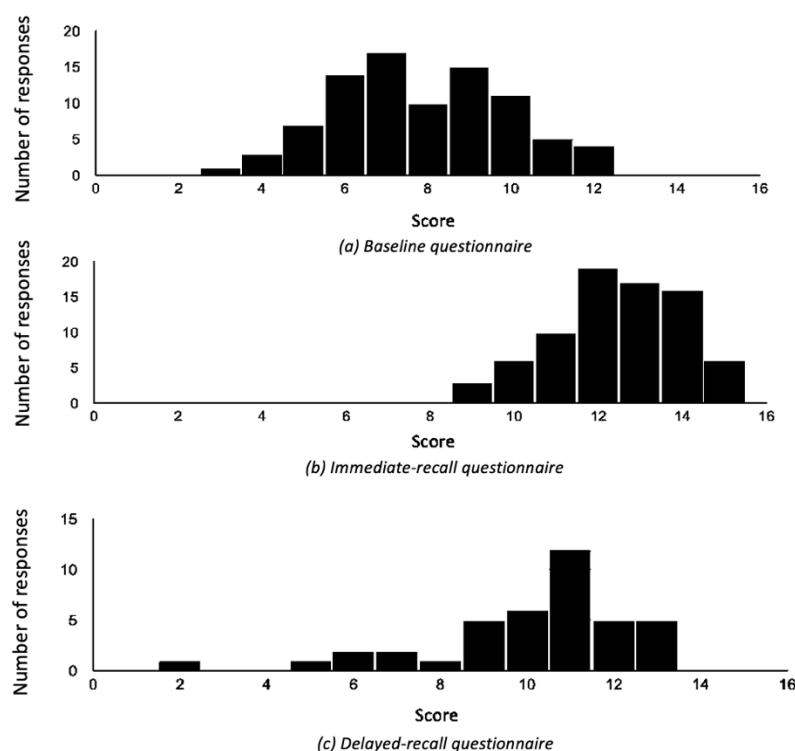 Number of responses
20
15
10
5
0
0 2 4 6 8 10 12 14 16
Score
(a) Baseline questionnaire
Number of responses
20
15
10
5
0
0 2 4 6 8 10 12 14 16
Score
(b) Immediate-recall questionnaire
Number of responses
15
10
5
0
0 2 4 6 8 10 12 14 16
Score
(c) Delayed-recall questionnaire